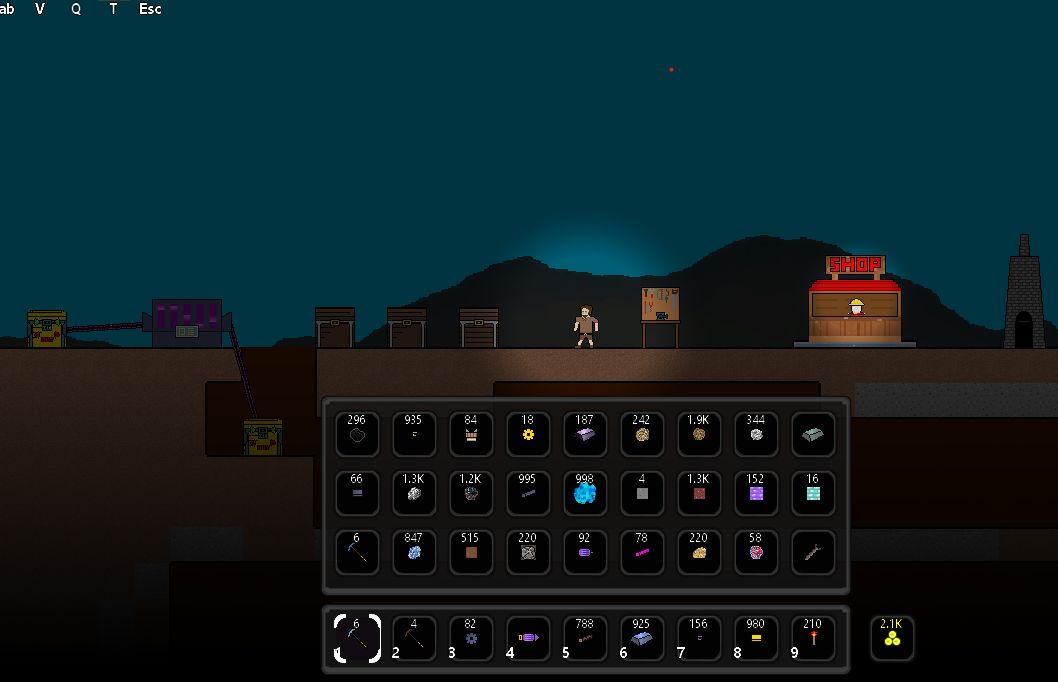 ab V Q T Esc
SHOP
296 935 84 18 187 242 1.9K 344
66 1.3K 1.2K 995 998 4 1.3K 152 16
6 847 515 220 92 78 220 58
6 4 82 788 925 156 980 210 2.1K
1 2 3 4 5 6 7 8 9